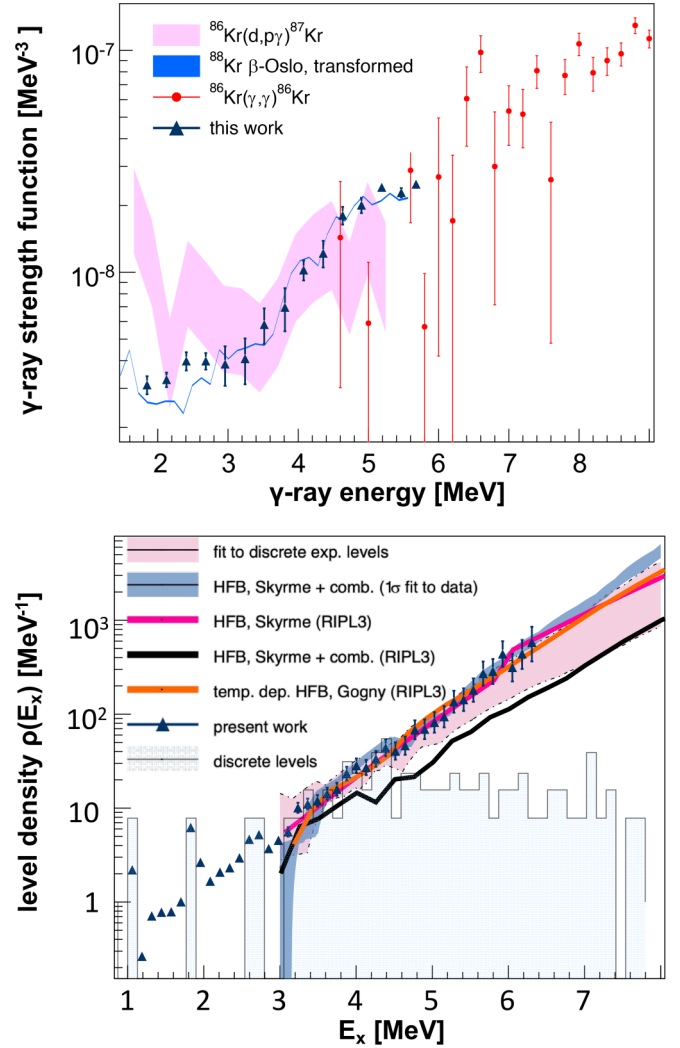 γ-ray strength function [MeV⁻³]
10⁻⁷
10⁻⁸
⁸⁶Kr(d,pγ)⁸⁷Kr
⁸⁸Kr β-Oslo, transformed
⁸⁶Kr(γ,γ)⁸⁶Kr
this work
2 3 4 5 6 7 8
γ-ray energy [MeV]
level density ρ(Eₓ) [MeV⁻¹]
10³
10²
10
1
fit to discrete exp. levels
HFB, Skyrme + comb. (1σ fit to data)
HFB, Skyrme (RIPL3)
HFB, Skyrme + comb. (RIPL3)
temp. dep. HFB, Gogny (RIPL3)
present work
discrete levels
1 2 3 4 5 6 7
Eₓ [MeV]